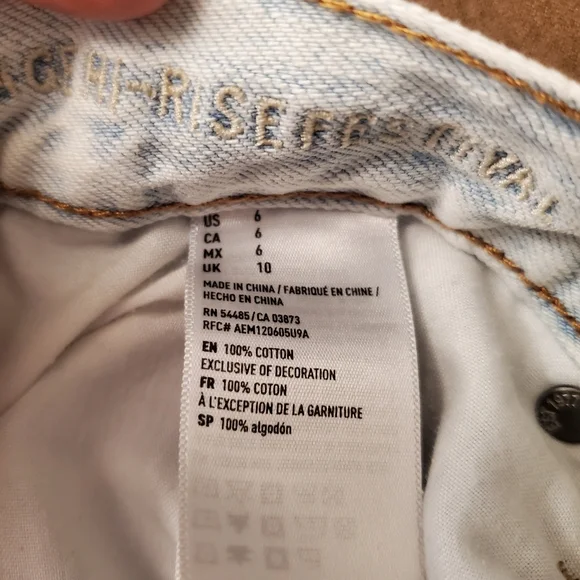 HI-RISE FESTIVAL
US 6
CA 6
MX 6
UK 10
MADE IN CHINA / FABRIQUÉ EN CHINE /
HECHO EN CHINA
RN 54485/CA 03873
RFC# AEM120605U9A
EN 100% COTTON
EXCLUSIVE OF DECORATION
FR 100% COTON
À L'EXCEPTION DE LA GARNITURE
SP 100% algodón